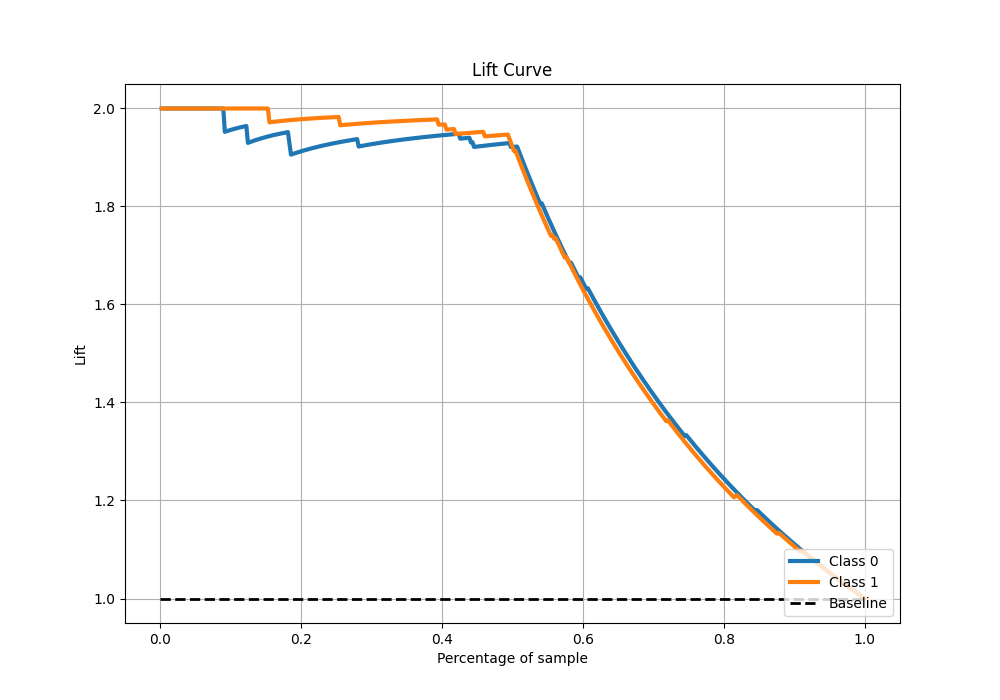 Lift Curve
2.0
1.8
1.6
1.4
1.2
1.0
Lift
0.0 0.2 0.4 0.6 0.8 1.0
Percentage of sample
Class 0
Class 1
Baseline